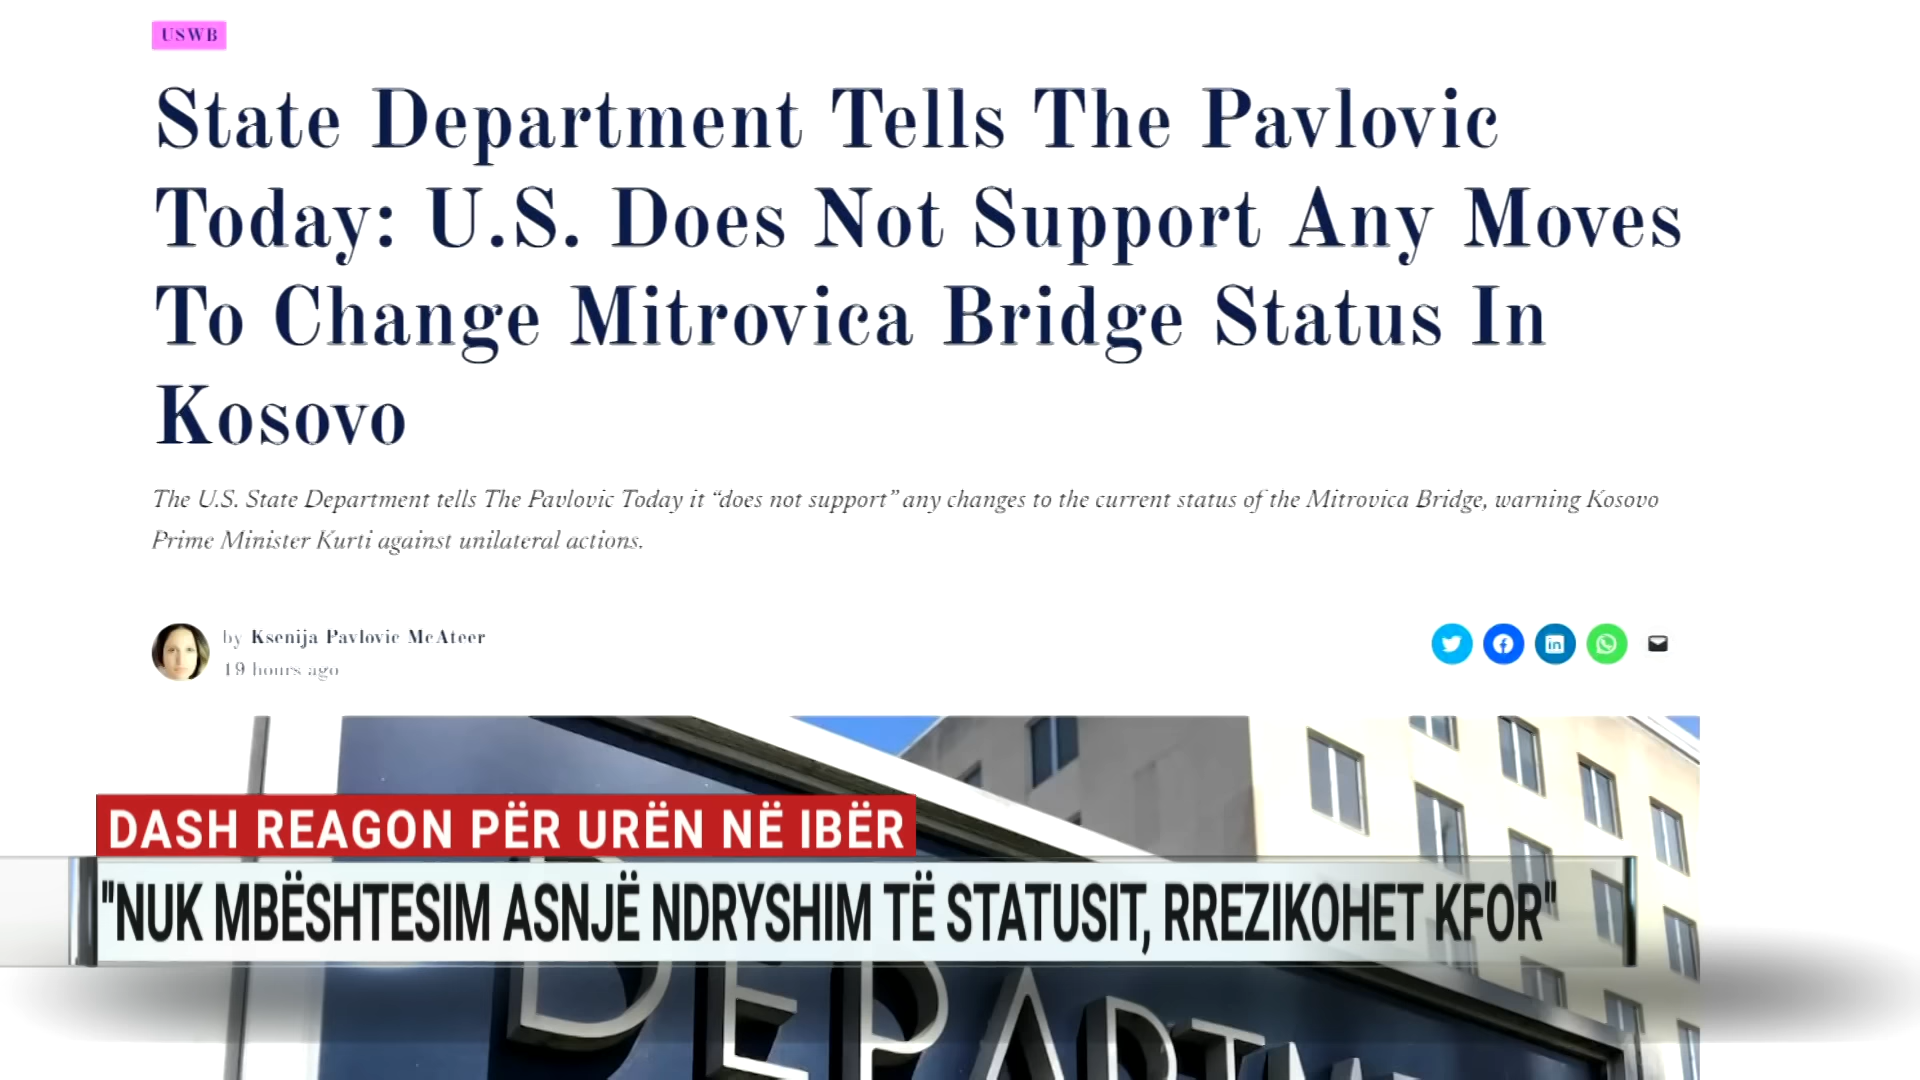 USWB
State Department Tells The Pavlovic
Today: U.S. Does Not Support Any Moves
To Change Mitrovica Bridge Status In
Kosovo
The U.S. State Department tells The Pavlovic Today it “does not support” any changes to the current status of the Mitrovica Bridge, warning Kosovo
Prime Minister Kurti against unilateral actions.
by Ksenija Pavlovic McAteer
19 hours ago
DASH REAGON PËR URËN NË IBËR
"NUK MBËSHTESIM ASNJË NDRYSHIM TË STATUSIT, RREZIKOHET KFOR"
DEPARTM